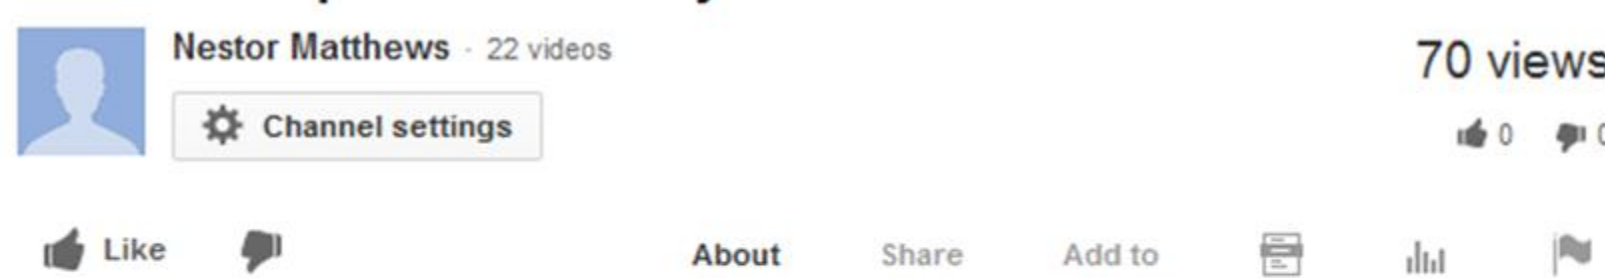 Nestor Matthews · 22 videos
Channel settings
70 views
0
Like
About Share Add to